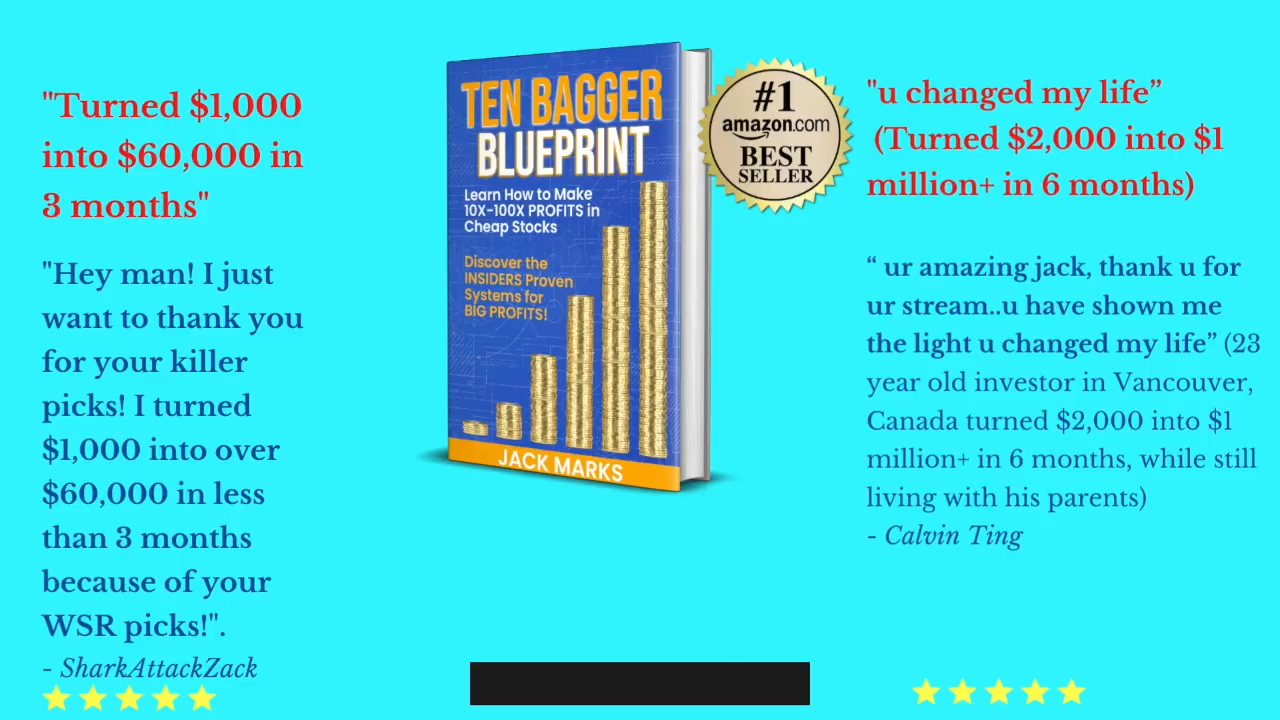 "Turned $1,000
into $60,000 in
3 months"
"Hey man! I just
want to thank you
for your killer
picks! I turned
$1,000 into over
$60,000 in less
than 3 months
because of your
WSR picks!".
- SharkAttackZack
TEN BAGGER
BLUEPRINT
Learn How to Make
10X-100X PROFITS in
Cheap Stocks
Discover the
INSIDERS Proven
Systems for
BIG PROFITS!
JACK MARKS
#1
amazon.com
BEST
SELLER
"u changed my life”
(Turned $2,000 into $1
million+ in 6 months)
“ ur amazing jack, thank u for
ur stream..u have shown me
the light u changed my life” (23
year old investor in Vancouver,
Canada turned $2,000 into $1
million+ in 6 months, while still
living with his parents)
- Calvin Ting